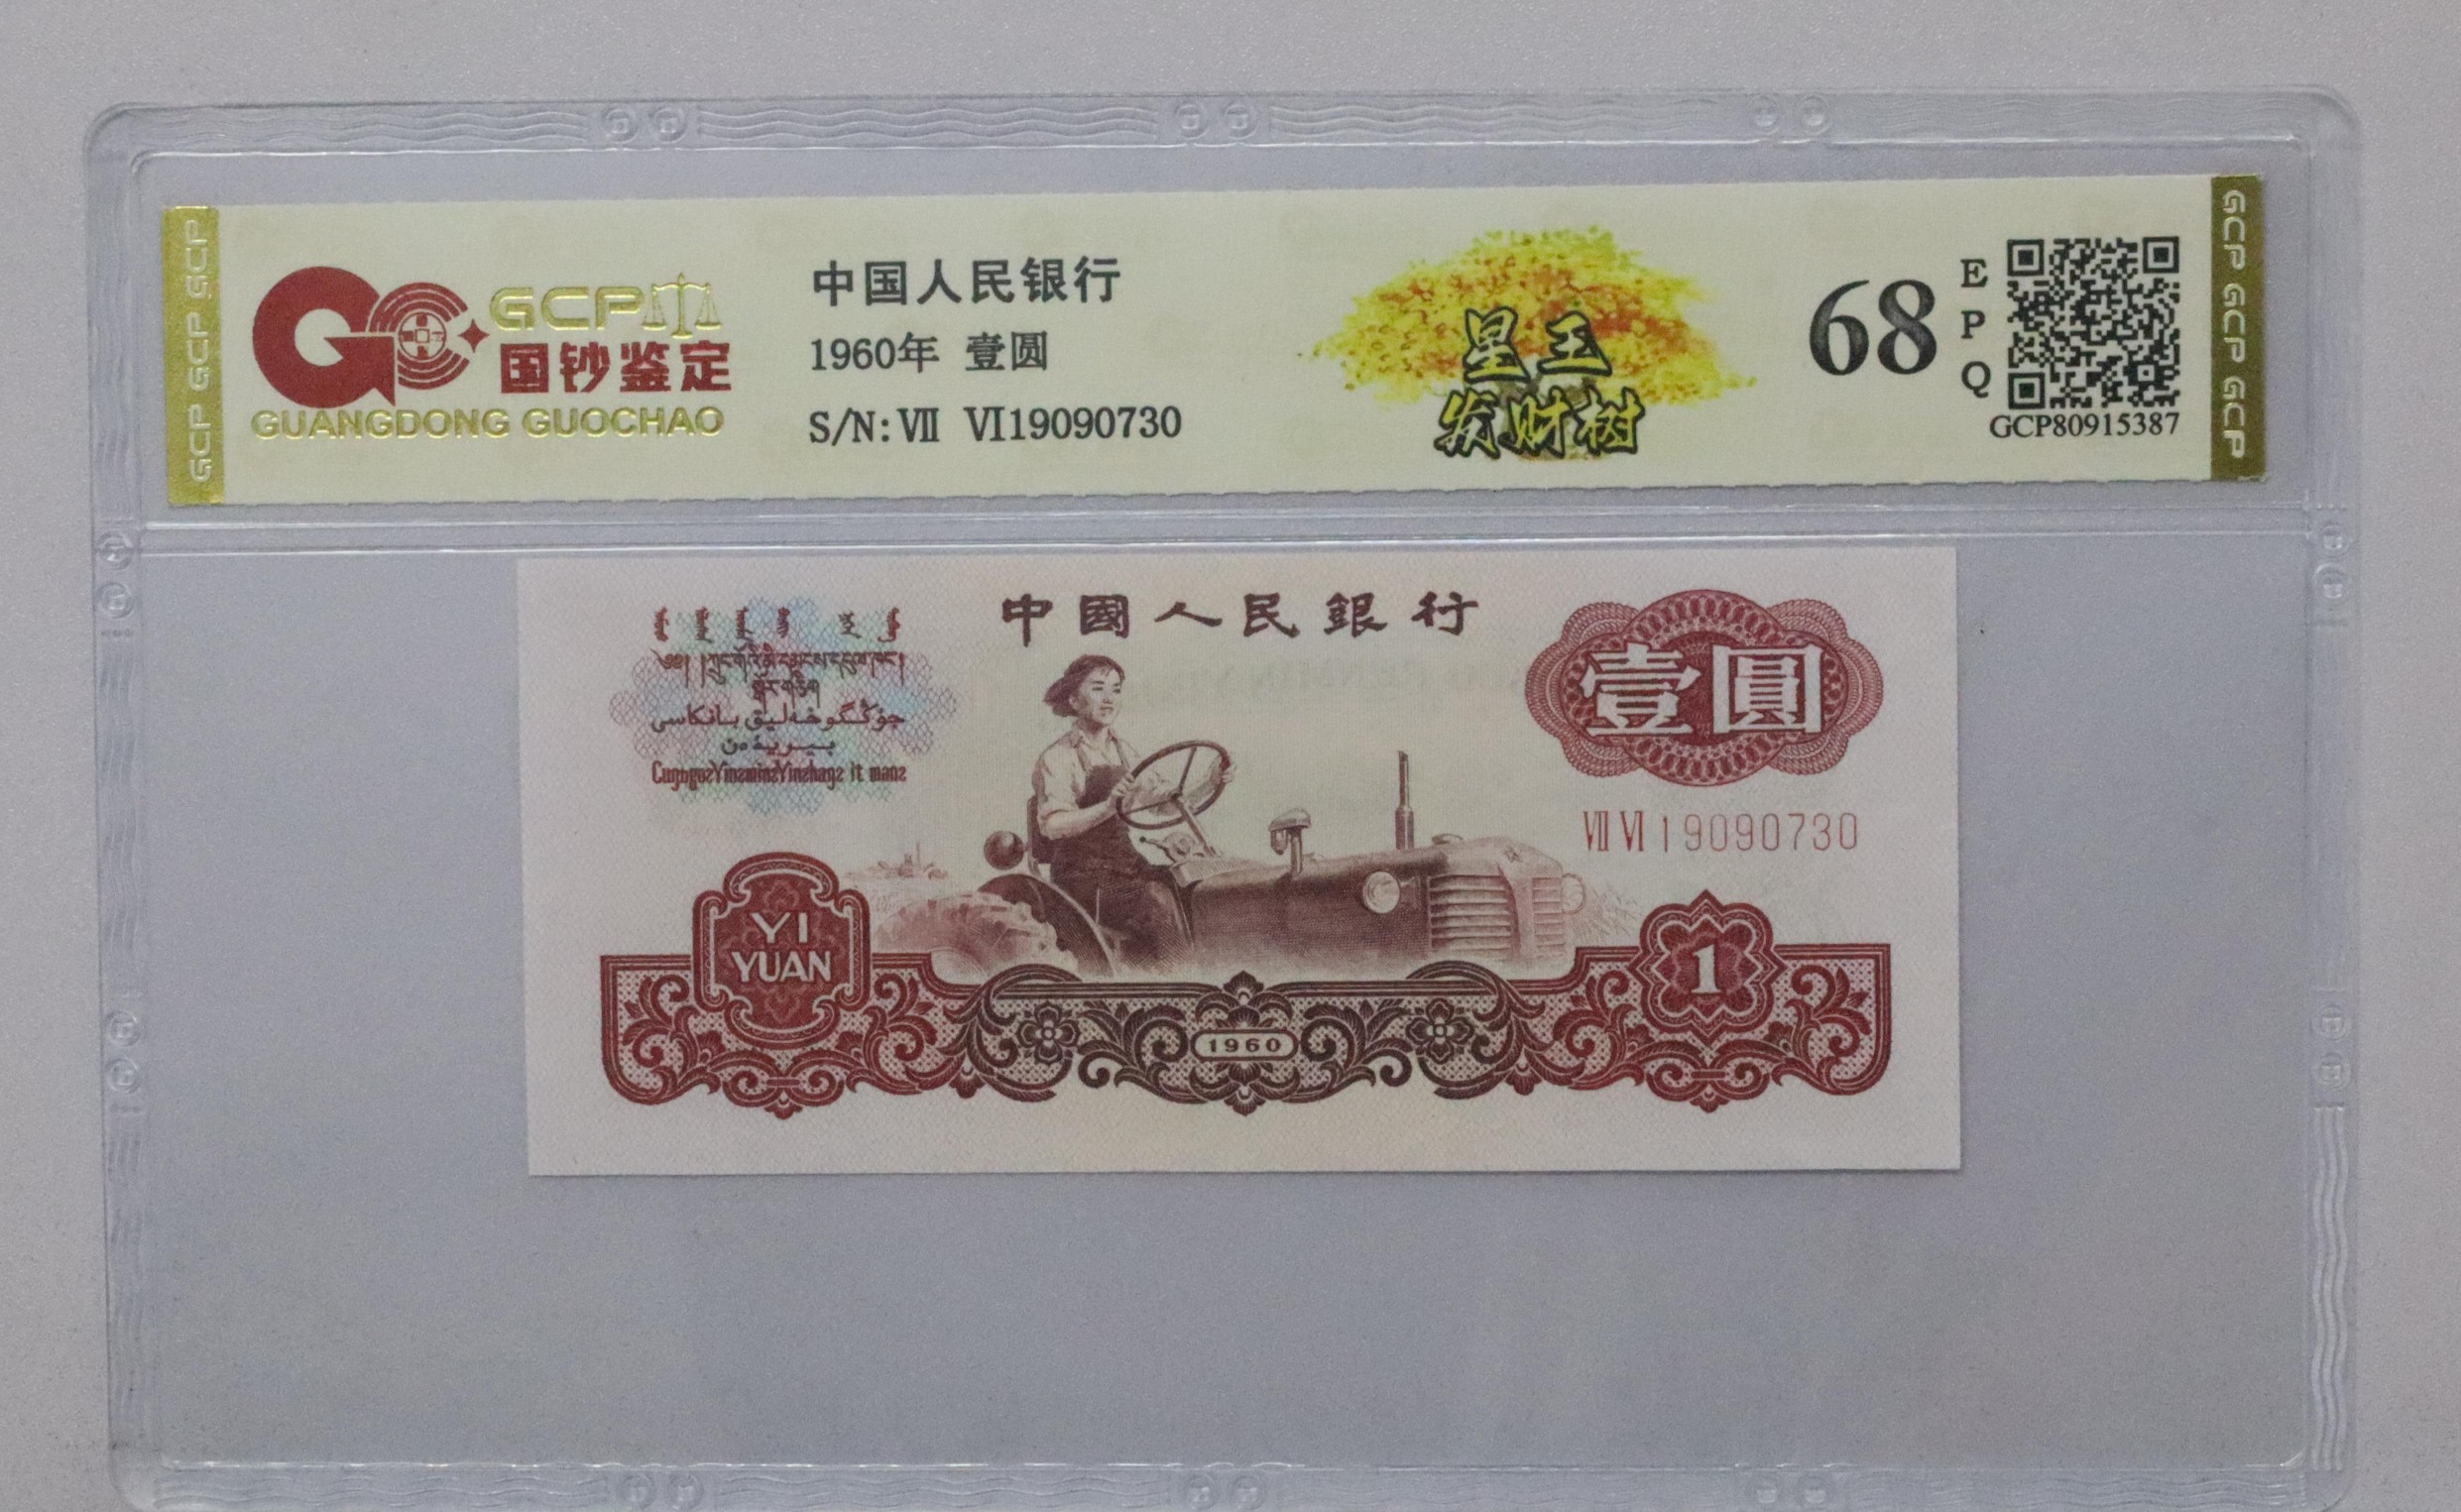 GCP GCP GCP
GCP
国钞鉴定
GUANGDONG GUOCHAO
中国人民银行
1960年 壹圆
S/N: Ⅶ Ⅵ19090730
星王
发财树
68
E
P
Q
GCP80915387
GCP GCP GCP
中國人民銀行
壹圓
ⅦⅥ19090730
YI
YUAN
1
1960